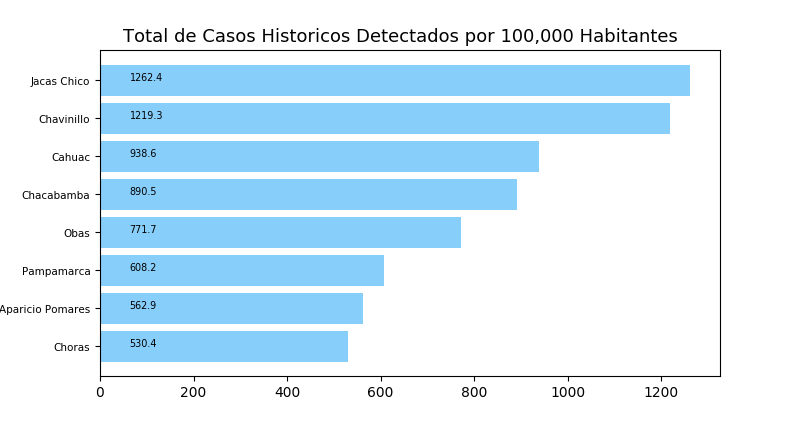 Total de Casos Historicos Detectados por 100,000 Habitantes
Jacas Chico 1262.4
Chavinillo 1219.3
Cahuac 938.6
Chacabamba 890.5
Obas 771.7
Pampamarca 608.2
Aparicio Pomares 562.9
Choras 530.4
0 200 400 600 800 1000 1200